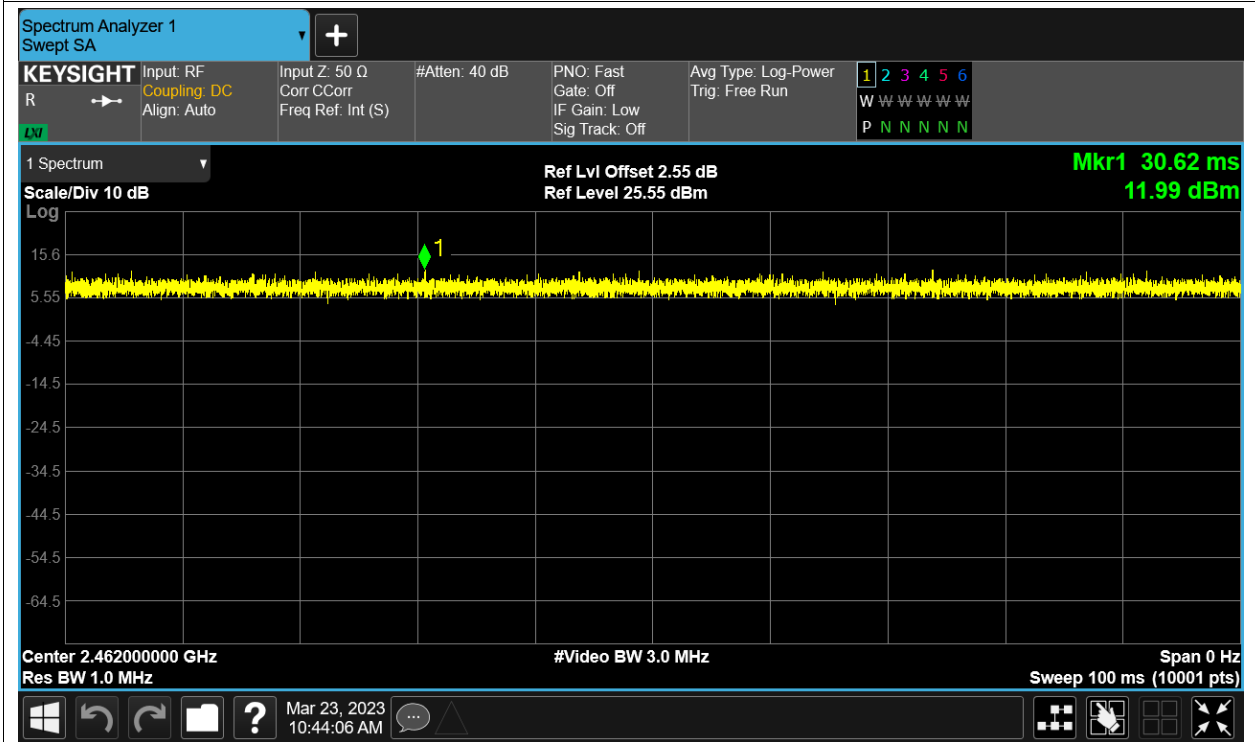 Spectrum Analyzer 1
Swept SA
KEYSIGHT
R
LXI
Input: RF
Coupling: DC
Align: Auto
Input Z: 50 Ω
Corr CCorr
Freq Ref: Int (S)
#Atten: 40 dB
PNO: Fast
Gate: Off
IF Gain: Low
Sig Track: Off
Avg Type: Log-Power
Trig: Free Run
1 2 3 4 5 6
W W W W W W
P N N N N N
1 Spectrum
Scale/Div 10 dB
Log
Ref Lvl Offset 2.55 dB
Ref Level 25.55 dBm
Mkr1 30.62 ms
11.99 dBm
1
15.6
5.55
-4.45
-14.5
-24.5
-34.5
-44.5
-54.5
-64.5
Center 2.462000000 GHz
#Video BW 3.0 MHz
Span 0 Hz
Res BW 1.0 MHz
Sweep 100 ms (10001 pts)
?
Mar 23, 2023
10:44:06 AM